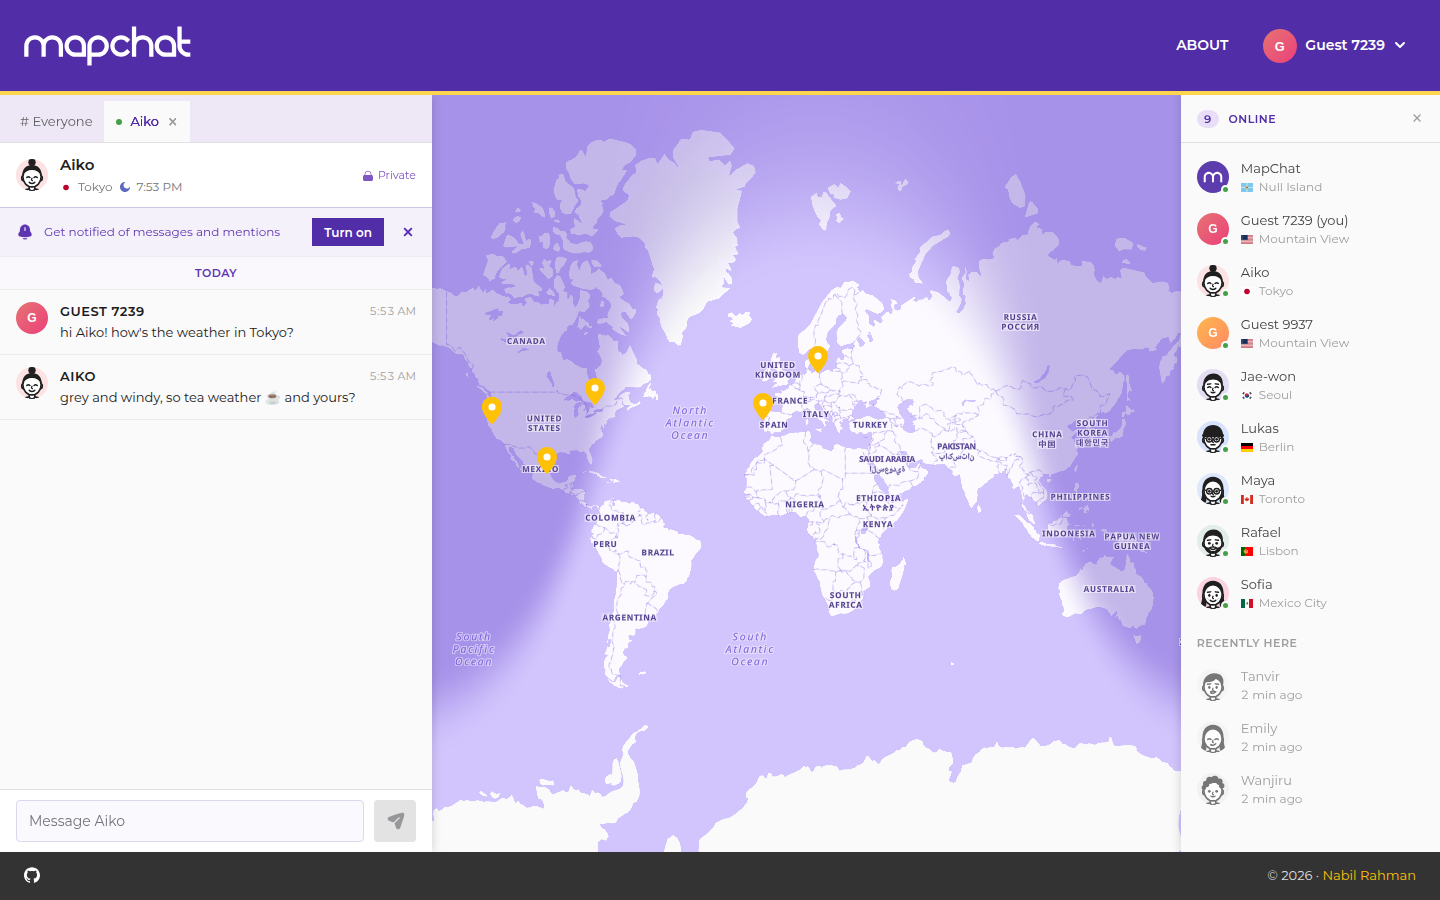 mapchat
ABOUT
G
Guest 7239
# Everyone
Aiko
Aiko
Tokyo 7:53 PM
Private
Get notified of messages and mentions
Turn on
TODAY
G
GUEST 7239
5:53 AM
hi Aiko! how's the weather in Tokyo?
AIKO
5:53 AM
grey and windy, so tea weather ☕ and yours?
Message Aiko
CANADA
UNITED
STATES
MEXICO
COLOMBIA
PERU
BRAZIL
ARGENTINA
North
Atlantic
Ocean
South
Pacific
Ocean
South
Atlantic
Ocean
UNITED
KINGDOM
FRANCE
SPAIN
ITALY
TURKEY
RUSSIA
РОССИЯ
SAUDI ARABIA
السعودية
PAKISTAN
پاکستان
CHINA
中国
SOUTH
KOREA
대한민국
NIGERIA
ETHIOPIA
ኢትዮጵያ
KENYA
SOUTH
AFRICA
PHILIPPINES
INDONESIA
PAPUA NEW
GUINEA
AUSTRALIA
9 ONLINE
MapChat
Null Island
G
Guest 7239 (you)
Mountain View
Aiko
Tokyo
G
Guest 9937
Mountain View
Jae-won
Seoul
Lukas
Berlin
Maya
Toronto
Rafael
Lisbon
Sofia
Mexico City
RECENTLY HERE
Tanvir
2 min ago
Emily
2 min ago
Wanjiru
2 min ago
© 2026 · Nabil Rahman